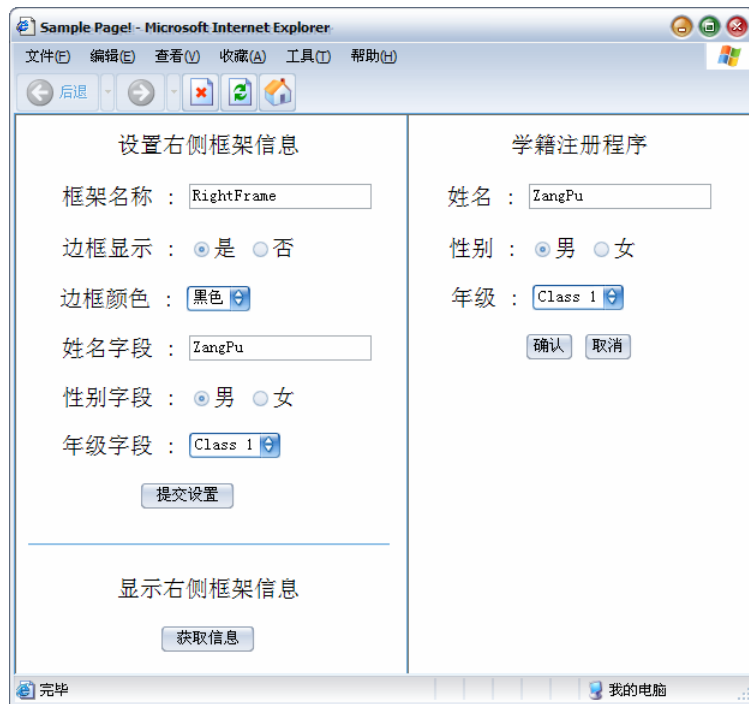 Sample Page! - Microsoft Internet Explorer
文件(F) 编辑(E) 查看(V) 收藏(A) 工具(T) 帮助(H)
后退
设置右侧框架信息
框架名称 : RightFrame
边框显示 : 是 否
边框颜色 : 黑色
姓名字段 : ZangPu
性别字段 : 男 女
年级字段 : Class 1
提交设置
显示右侧框架信息
获取信息
学籍注册程序
姓名 : ZangPu
性别 : 男 女
年级 : Class 1
确认 取消
完毕 我的电脑